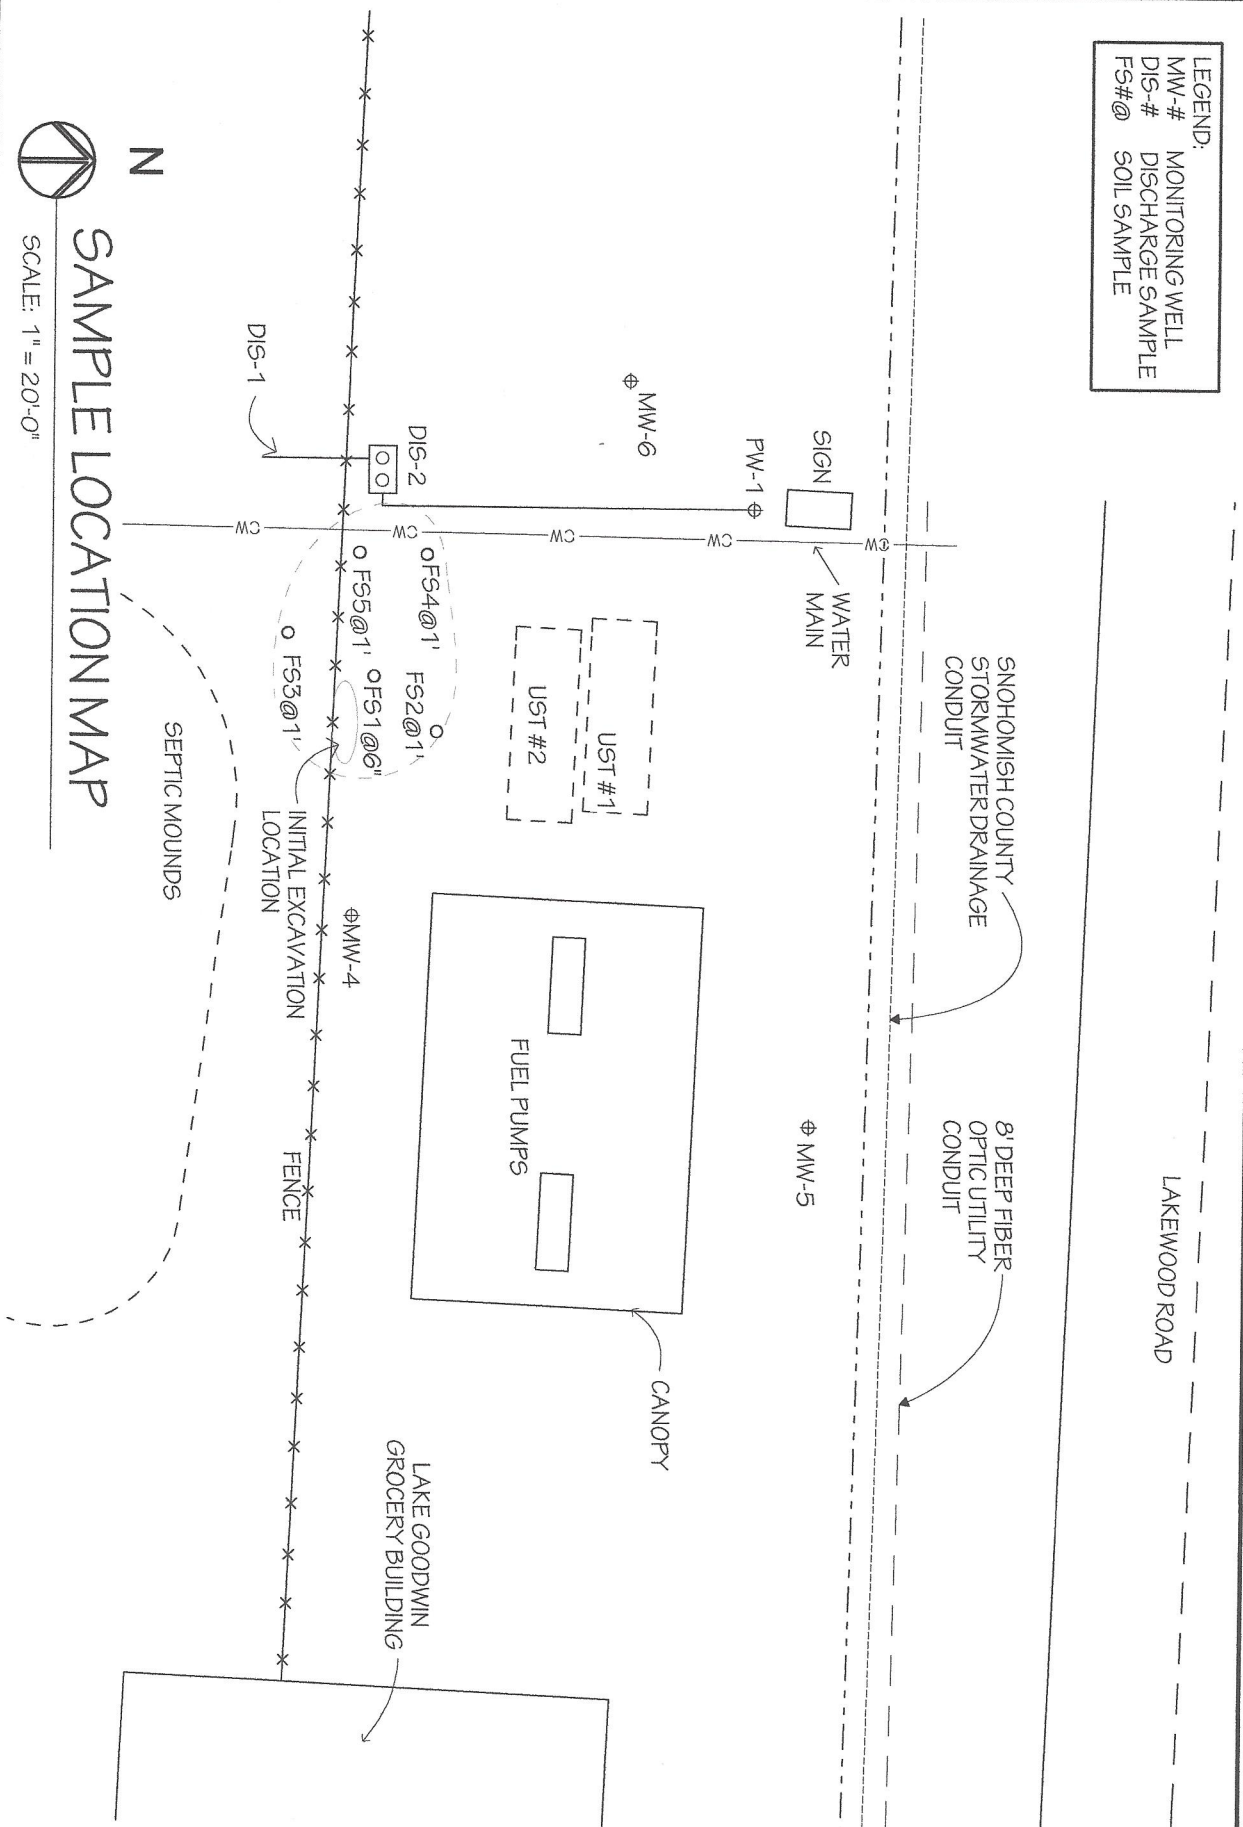 LEGEND:
MW-# MONITORING WELL
DIS-# DISCHARGE SAMPLE
FS#@ SOIL SAMPLE
LAKEWOOD ROAD
SNOHOMISH COUNTY
STORMWATER DRAINAGE
CONDUIT
8' DEEP FIBER
OPTIC UTILITY
CONDUIT
SIGN
WATER
MAIN
PW-1
MW-5
MW-6
CW
CW
CW
CW
CW
UST #1
UST #2
CANOPY
FUEL PUMPS
DIS-2
FS4@1'
FS2@1'
FS5@1'
FS1@6"
FS3@1'
MW-4
LAKE GOODWIN
GROCERY BUILDING
DIS-1
INITIAL EXCAVATION
LOCATION
FENCE
SEPTIC MOUNDS
N
SAMPLE LOCATION MAP
SCALE: 1" = 20'-0"